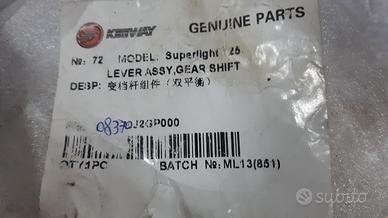 KEEWAY GENUINE PARTS
№: 72 MODEL: Superlight 125
LEVER ASSY,GEAR SHIFT
DESP: 变档杆组件（双平衡）
08370J2GP000
QTY:1PC BATCH №:ML13(851)
subito